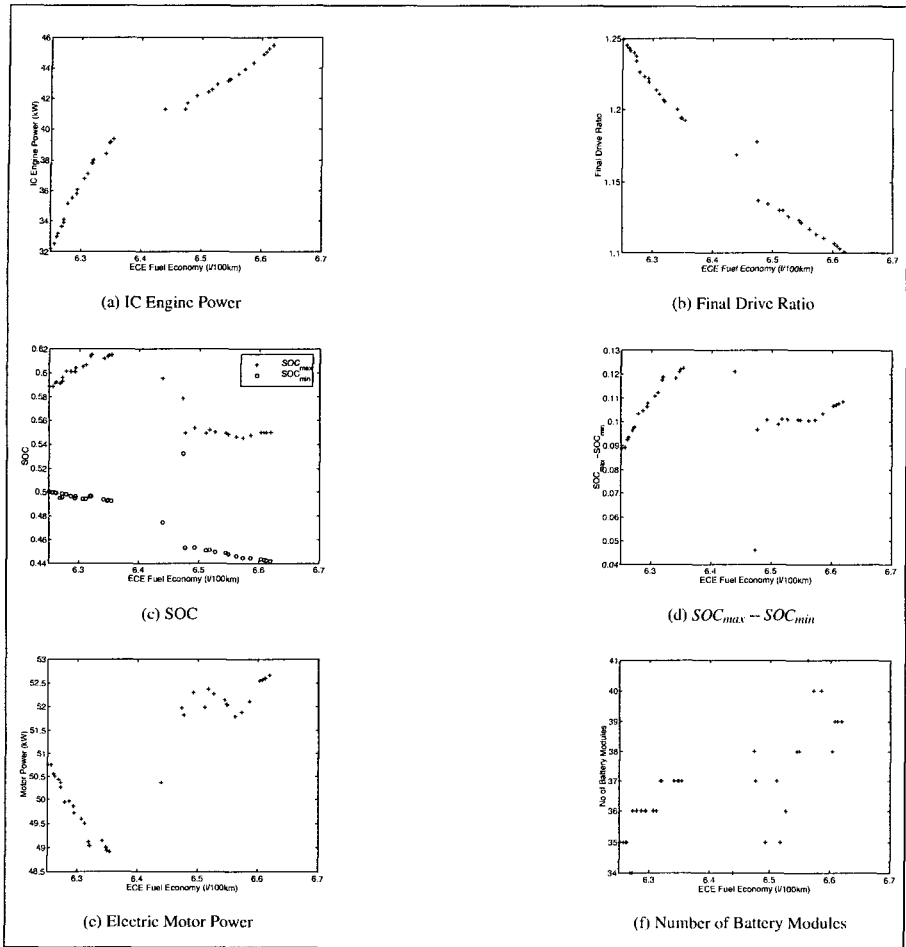 46
44
42
40
38
36
34
32
IC Engine Power (kW)
6.3 6.4 6.5 6.6 6.7
ECE Fuel Economy (l/100km)
(a) IC Engine Power
1.25
1.2
1.15
1.1
Final Drive Ratio
6.3 6.4 6.5 6.6 6.7
ECE Fuel Economy (l/100km)
(b) Final Drive Ratio
0.62
0.6
0.58
0.56
0.54
0.52
0.5
0.48
0.46
0.44
SOC
SOCmax
SOCmin
6.3 6.4 6.5 6.6 6.7
ECE Fuel Economy (l/100km)
(c) SOC
0.13
0.12
0.11
0.1
0.09
0.08
0.07
0.06
0.05
0.04
SOCmax−SOCmin
6.3 6.4 6.5 6.6 6.7
ECE Fuel Economy (l/100km)
(d) SOCmax − SOCmin
53
52.5
52
51.5
51
50.5
50
49.5
49
48.5
Motor Power (kW)
6.3 6.4 6.5 6.6 6.7
ECE Fuel Economy (l/100km)
(e) Electric Motor Power
41
40
39
38
37
36
35
34
No of Battery Modules
6.3 6.4 6.5 6.6 6.7
ECE Fuel Economy (l/100km)
(f) Number of Battery Modules